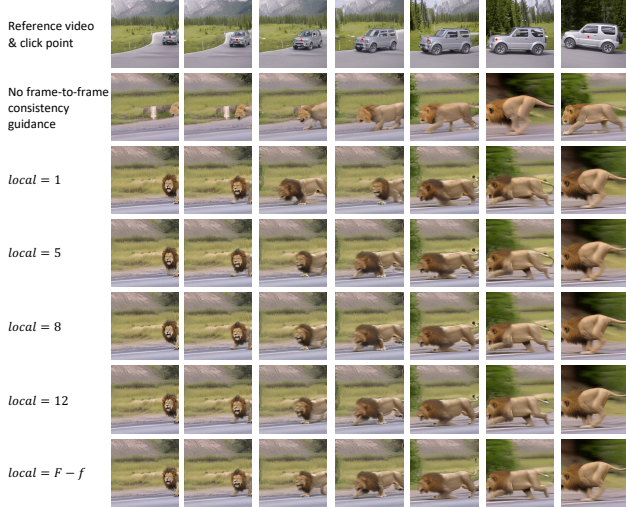 Reference video
& click point
No frame-to-frame
consistency
guidance
local = 1
local = 5
local = 8
local = 12
local = F − f